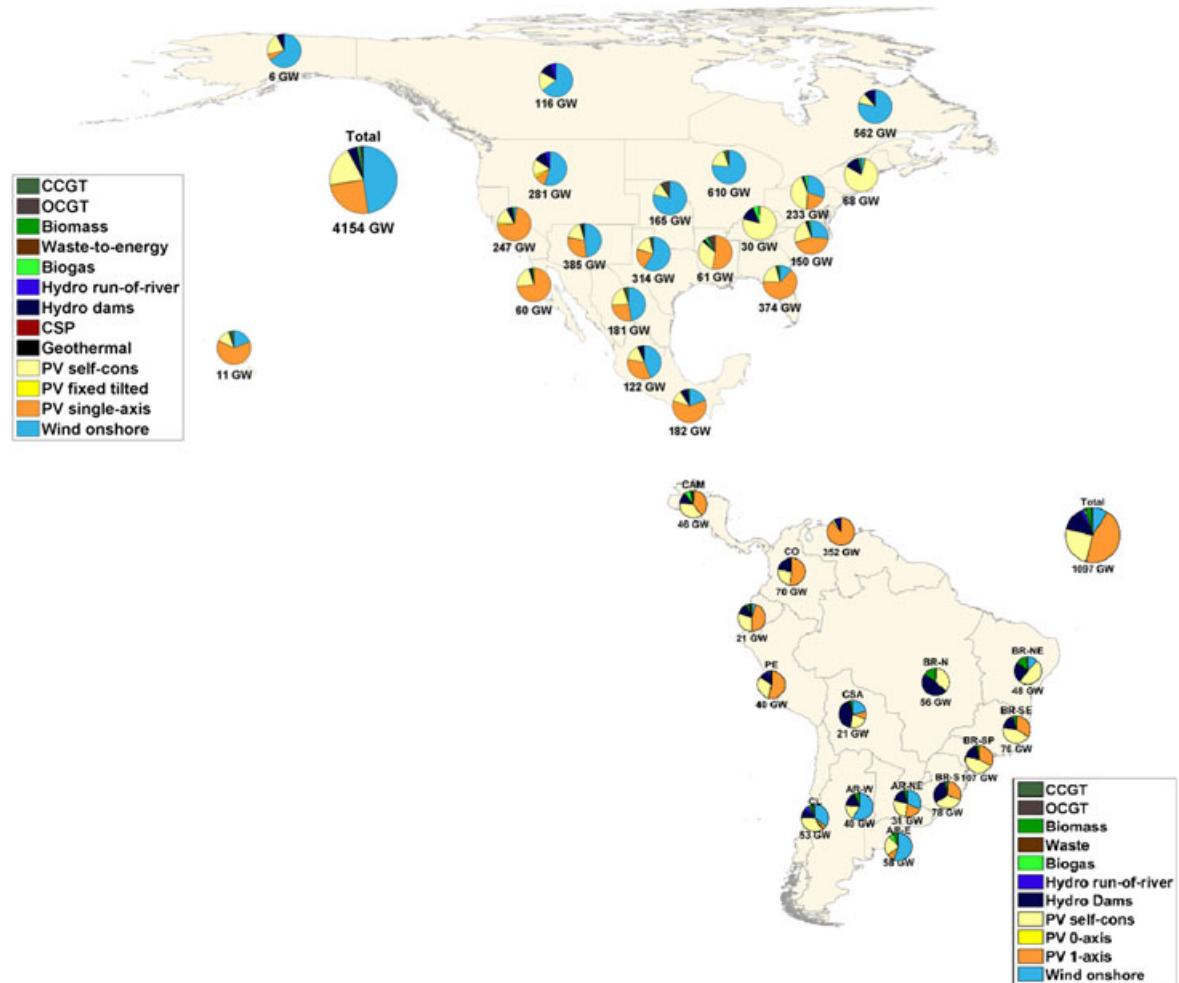 6 GW
116 GW
562 GW
Total
4154 GW
281 GW
165 GW
610 GW
233 GW
68 GW
247 GW
385 GW
314 GW
61 GW
30 GW
150 GW
60 GW
181 GW
374 GW
11 GW
122 GW
182 GW
CCGT
OCGT
Biomass
Waste-to-energy
Biogas
Hydro run-of-river
Hydro dams
CSP
Geothermal
PV self-cons
PV fixed tilted
PV single-axis
Wind onshore
CAM
46 GW
352 GW
Total
1097 GW
CO
70 GW
21 GW
PE
40 GW
CSA
21 GW
BR-N
56 GW
BR-NE
48 GW
BR-SE
76 GW
BR-SP
107 GW
BR-S
78 GW
CL
53 GW
AR-W
40 GW
AR-NE
31 GW
AR-E
58 GW
CCGT
OCGT
Biomass
Waste
Biogas
Hydro run-of-river
Hydro Dams
PV self-cons
PV 0-axis
PV 1-axis
Wind onshore